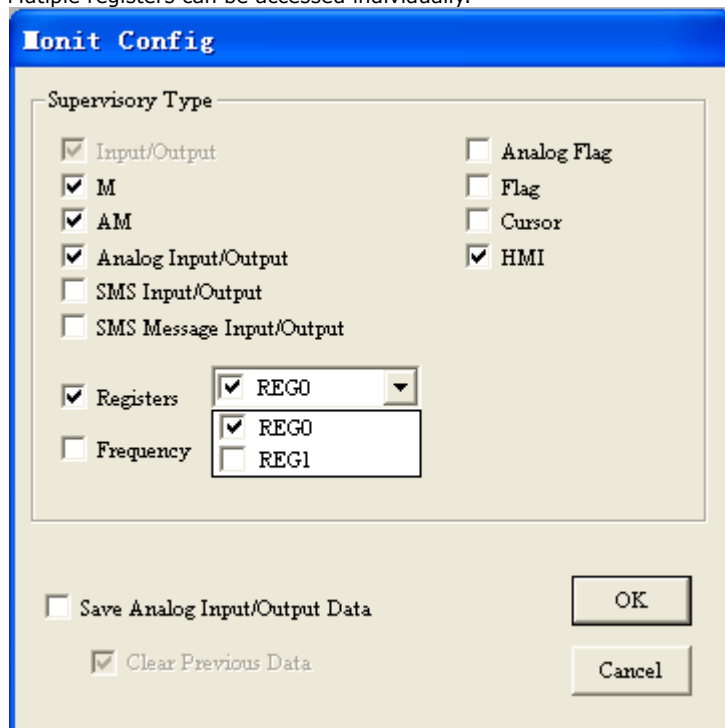 Mutiple registers can be accessed individually.
Monit Config
Supervisory Type
Input/Output
M
AM
Analog Input/Output
SMS Input/Output
SMS Message Input/Output
Analog Flag
Flag
Cursor
HMI
Registers
REG0
REG0
REG1
Frequency
Save Analog Input/Output Data
Clear Previous Data
OK
Cancel